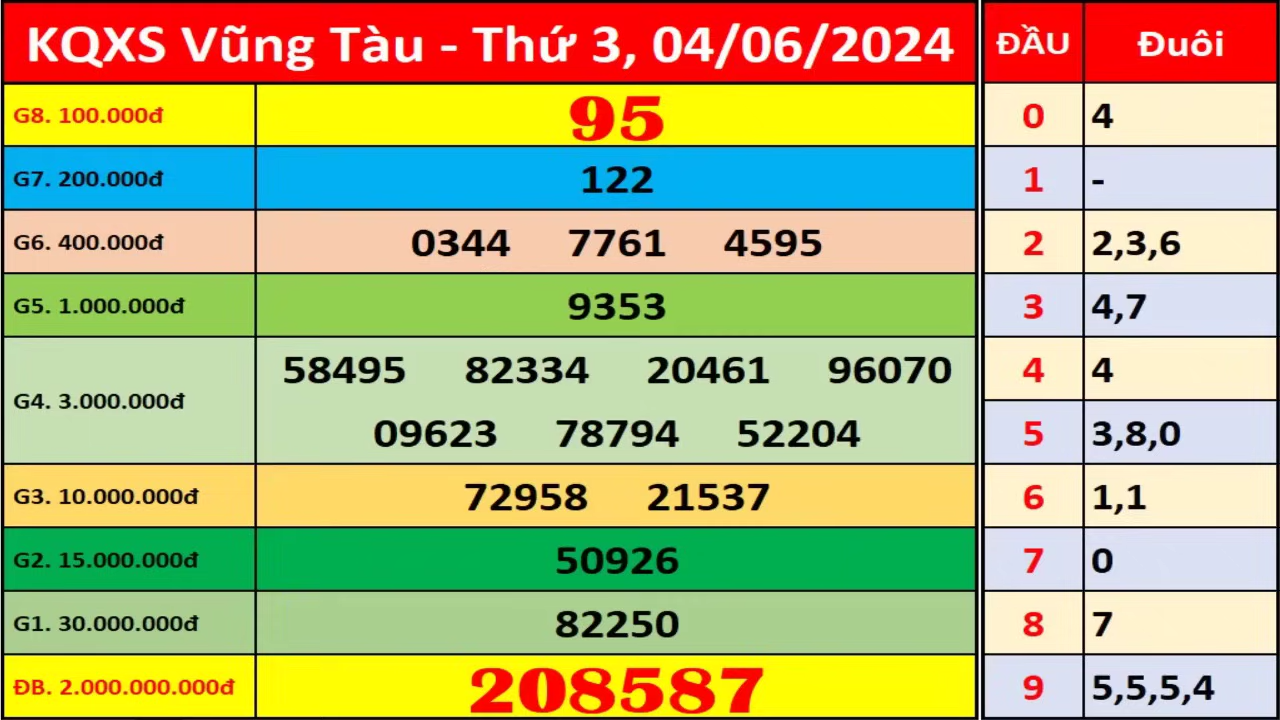 KQXS Vũng Tàu - Thứ 3, 04/06/2024 ĐẦU Đuôi
G8. 100.000đ 95 0 4
G7. 200.000đ 122 1 -
G6. 400.000đ 0344 7761 4595 2 2,3,6
G5. 1.000.000đ 9353 3 4,7
G4. 3.000.000đ 58495 82334 20461 96070 4 4
09623 78794 52204 5 3,8,0
G3. 10.000.000đ 72958 21537 6 1,1
G2. 15.000.000đ 50926 7 0
G1. 30.000.000đ 82250 8 7
ĐB. 2.000.000.000đ 208587 9 5,5,5,4